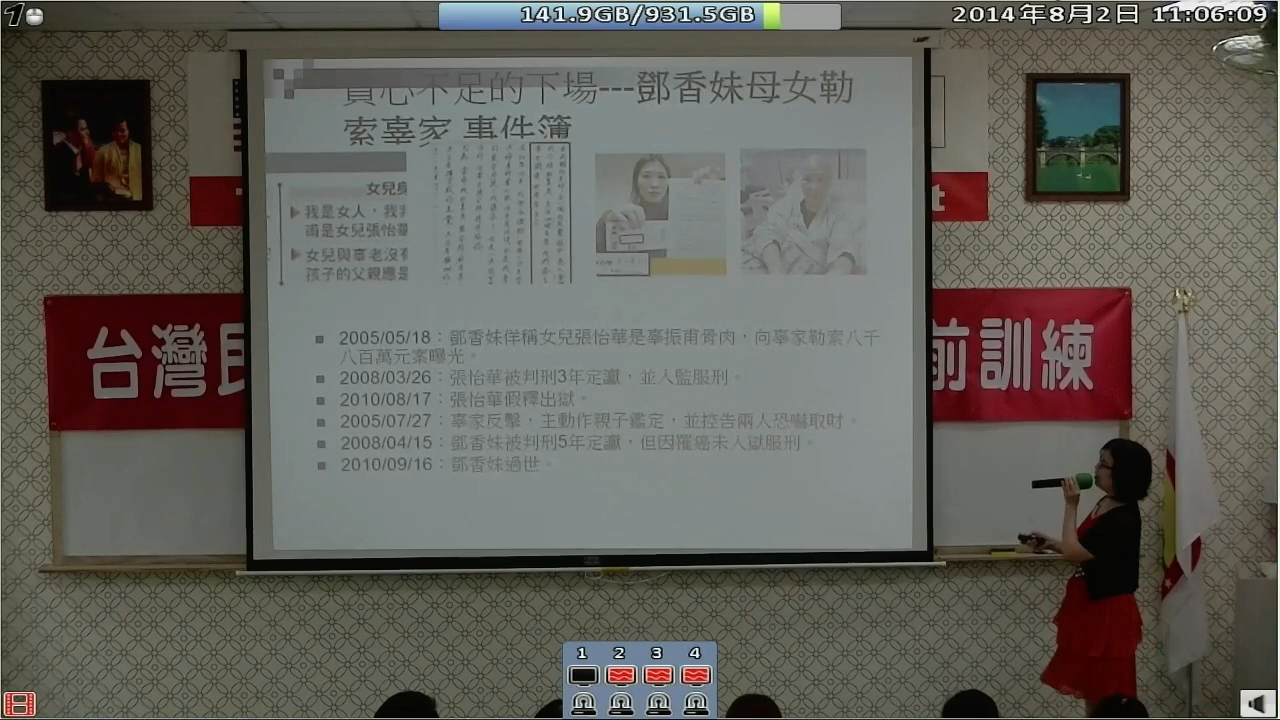 141.9GB/931.5GB
2014年8月2日 11:06:09
貪心不足的下場---鄧香妹母女勒
索辜家 事件簿
女兒身
我是女人，我
甫是女兒張怡華
女兒與辜老沒有
孩子的父親應是
2005/05/18：鄧香妹佯稱女兒張怡華是辜振甫骨肉，向辜家勒索八千
八百萬元案曝光。
2008/03/26：張怡華被判刑3年定讞，並入監服刑。
2010/08/17：張怡華假釋出獄。
2005/07/27：辜家反擊，主動作親子鑑定，並控告兩人恐嚇取財。
2008/04/15：鄧香妹被判刑5年定讞，但因罹癌未入獄服刑。
2010/09/16：鄧香妹過世。
台灣民
前訓練
t
1 2 3 4